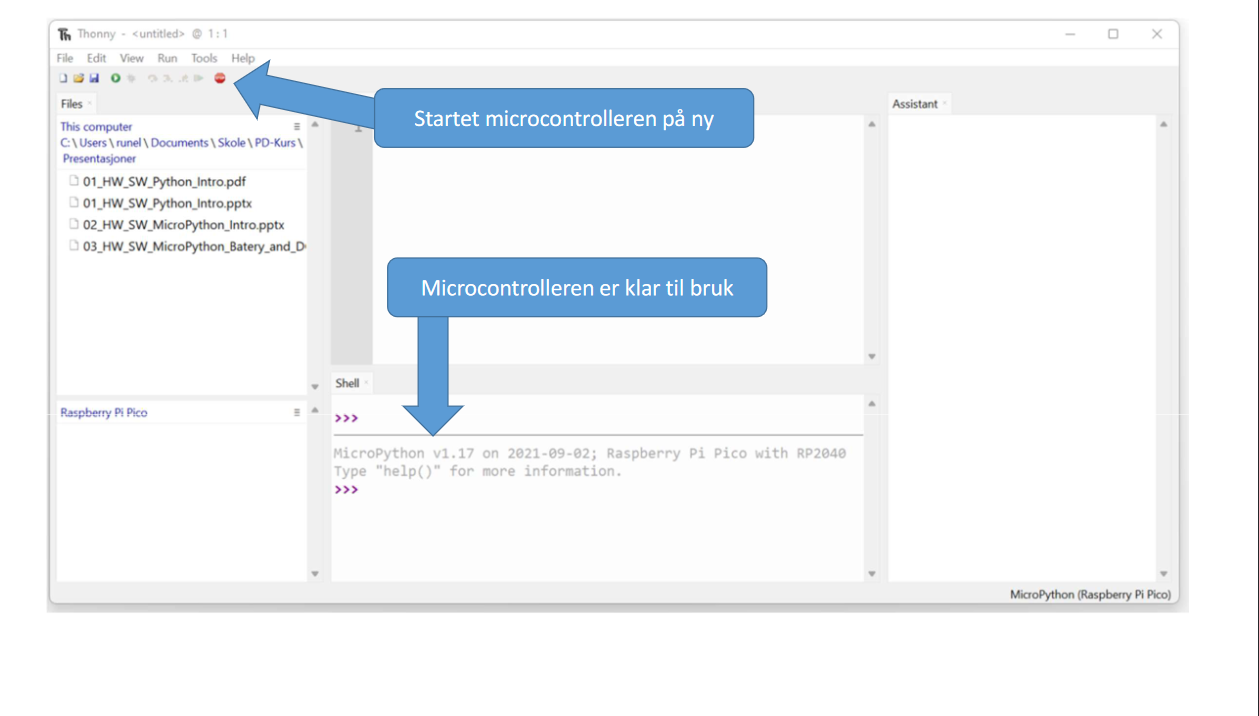 Thonny - <untitled> @ 1:1
File Edit View Run Tools Help
Startet microcontrolleren på ny
Files
This computer
C:\Users\runel\Documents\Skole\PD-Kurs\
Presentasjoner
01_HW_SW_Python_Intro.pdf
01_HW_SW_Python_Intro.pptx
02_HW_SW_MicroPython_Intro.pptx
03_HW_SW_MicroPython_Batery_and_D
Raspberry Pi Pico
1
Microcontrolleren er klar til bruk
Shell
>>>
MicroPython v1.17 on 2021-09-02; Raspberry Pi Pico with RP2040
Type "help()" for more information.
>>>
Assistant
MicroPython (Raspberry Pi Pico)